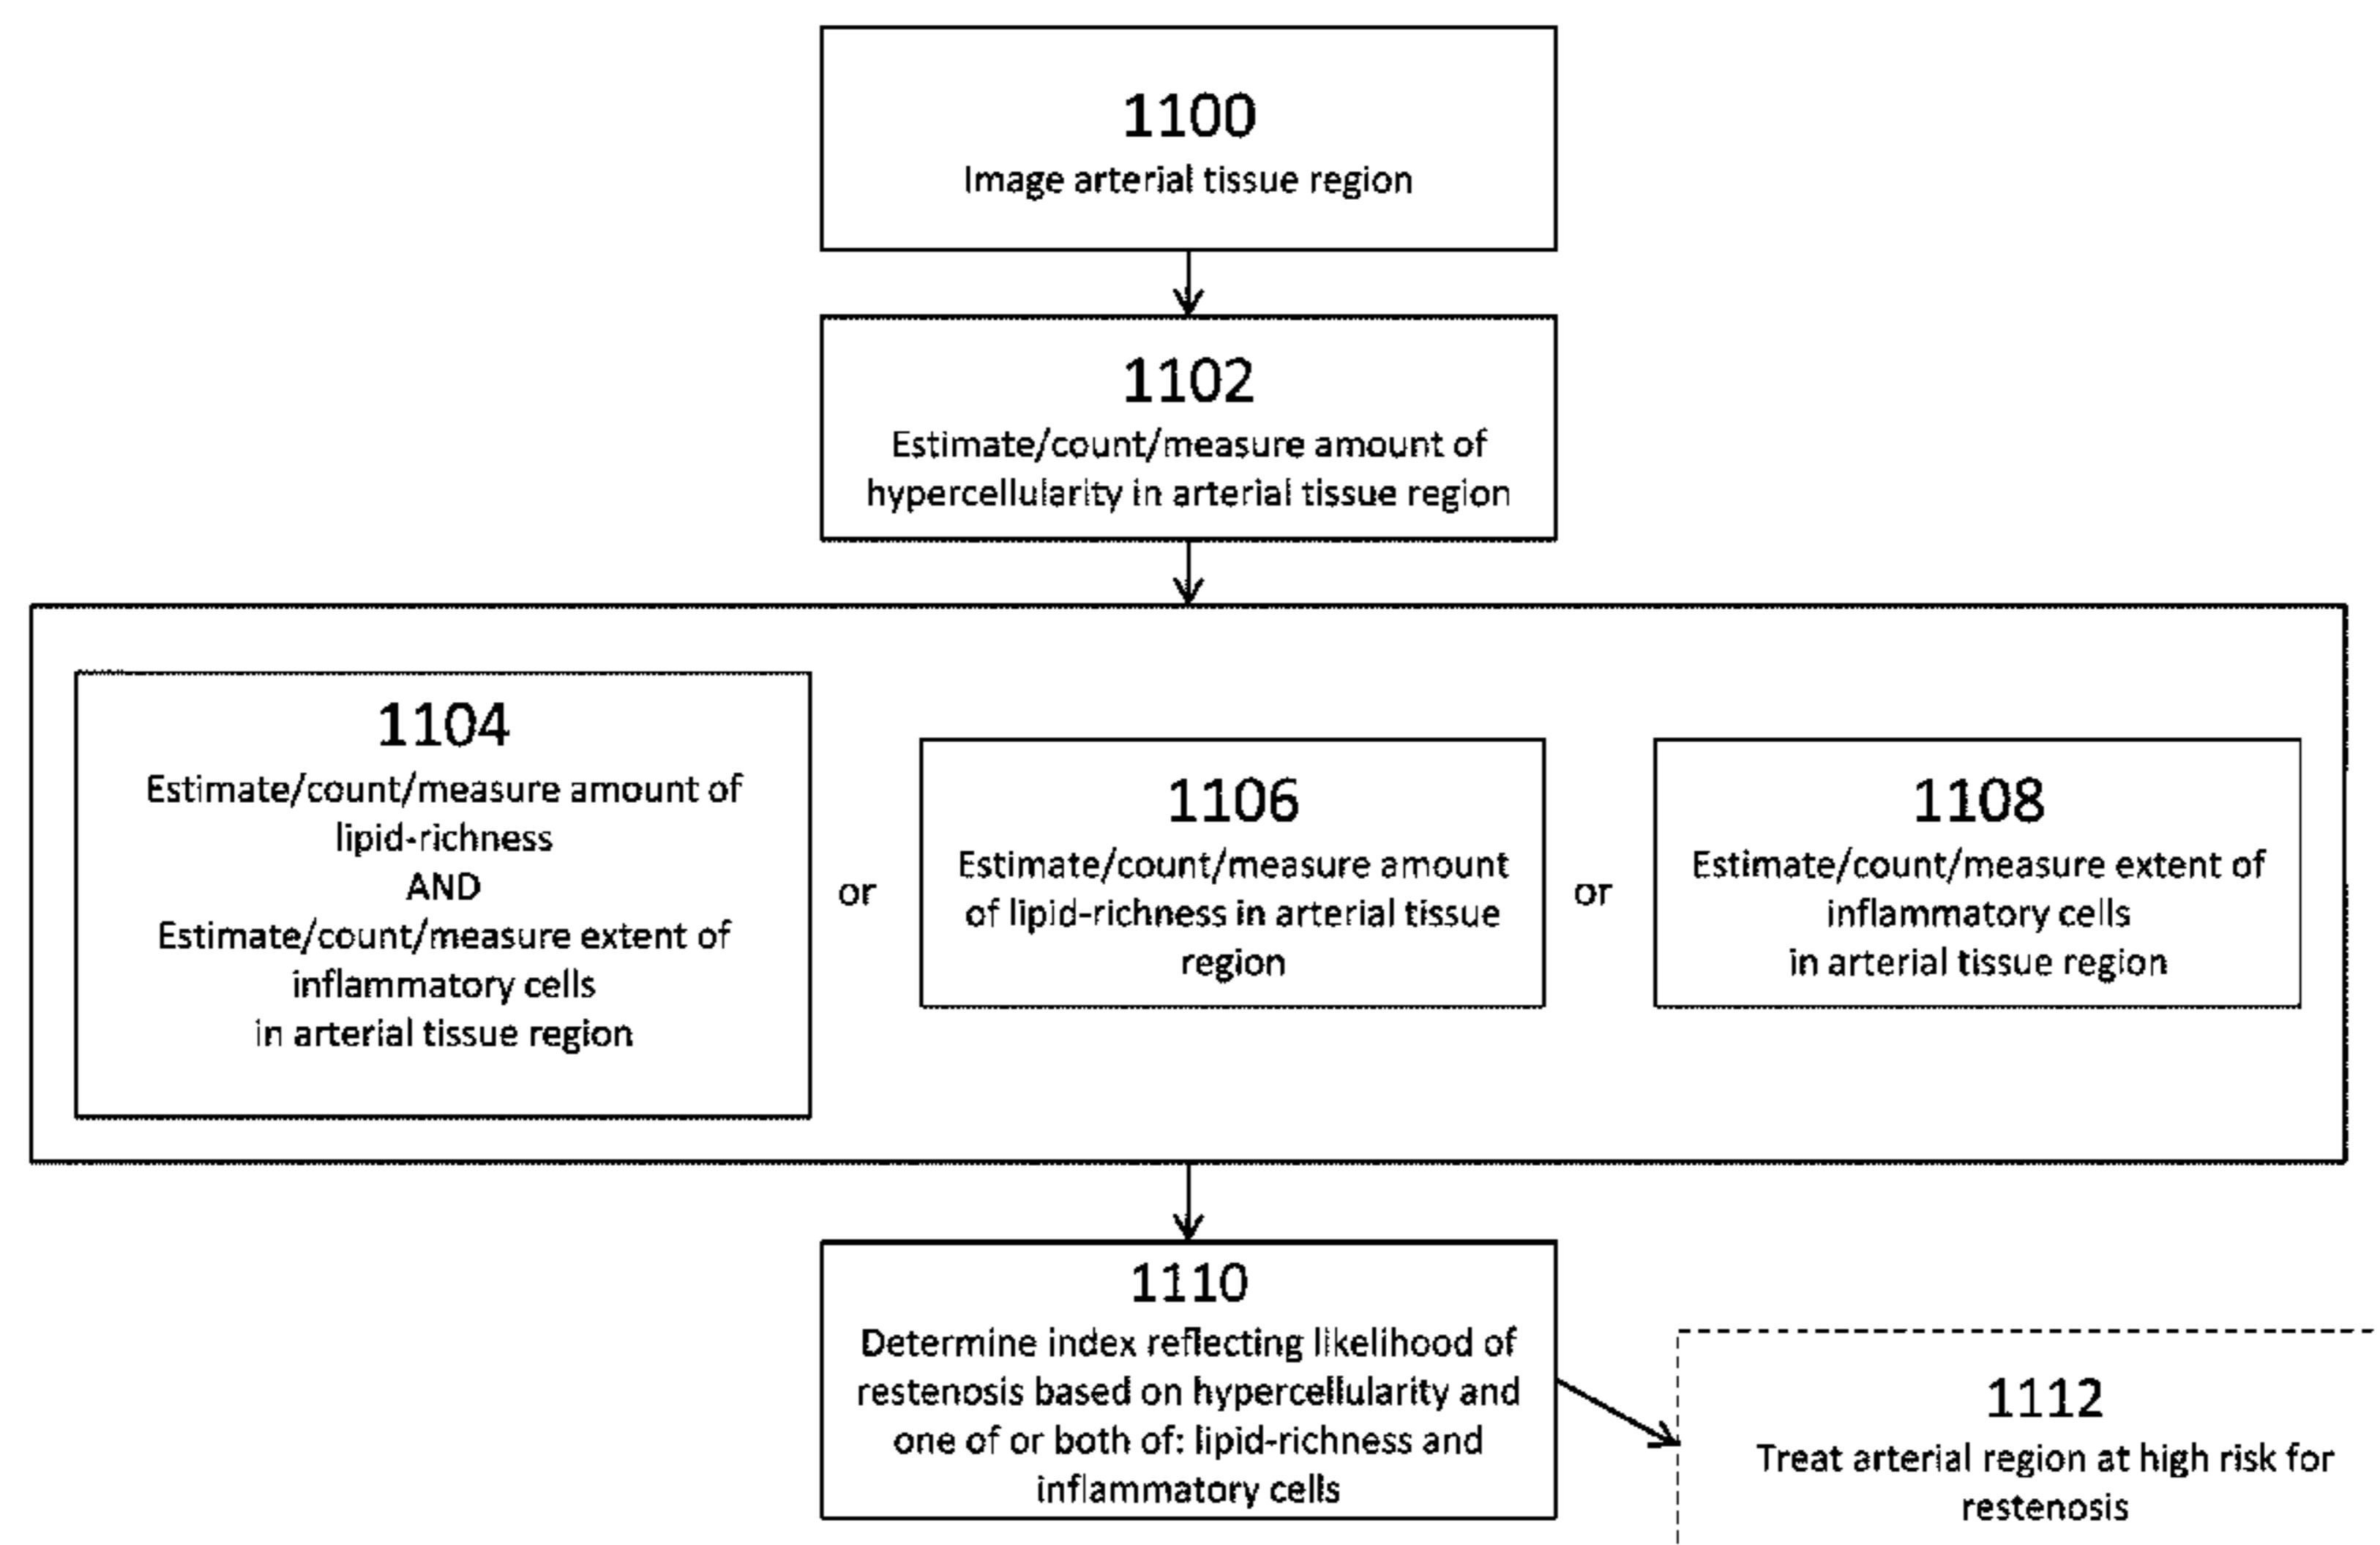 1100
Image arterial tissue region
1102
Estimate/count/measure amount of
hypercellularity in arterial tissue region
1104
Estimate/count/measure amount of
lipid-richness
AND
Estimate/count/measure extent of
inflammatory cells
in arterial tissue region
or
1106
Estimate/count/measure amount
of lipid-richness in arterial tissue
region
or
1108
Estimate/count/measure extent of
inflammatory cells
in arterial tissue region
1110
Determine index reflecting likelihood of
restenosis based on hypercellularity and
one of or both of: lipid-richness and
inflammatory cells
1112
Treat arterial region at high risk for
restenosis